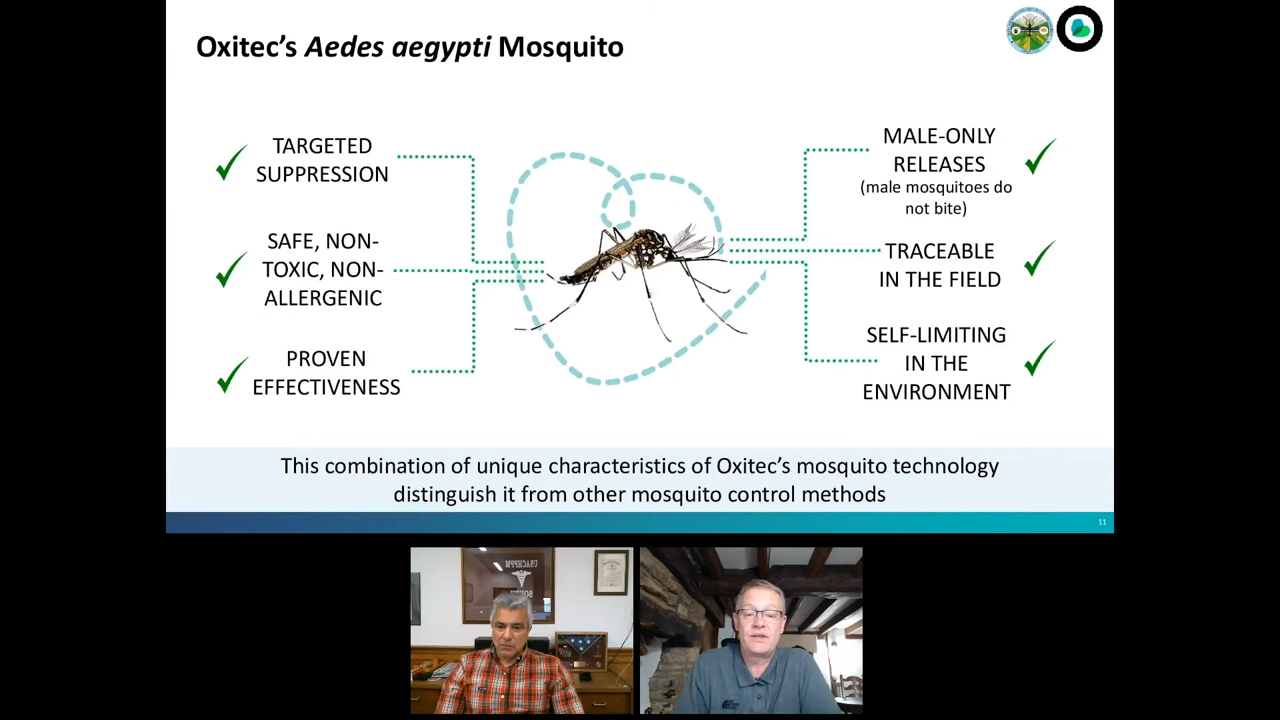 Oxitec's Aedes aegypti Mosquito
TARGETED
SUPPRESSION
SAFE, NON-
TOXIC, NON-
ALLERGENIC
PROVEN
EFFECTIVENESS
MALE-ONLY
RELEASES
(male mosquitoes do
not bite)
TRACEABLE
IN THE FIELD
SELF-LIMITING
IN THE
ENVIRONMENT
This combination of unique characteristics of Oxitec's mosquito technology
distinguish it from other mosquito control methods
11
USACHPPM
SOUTH